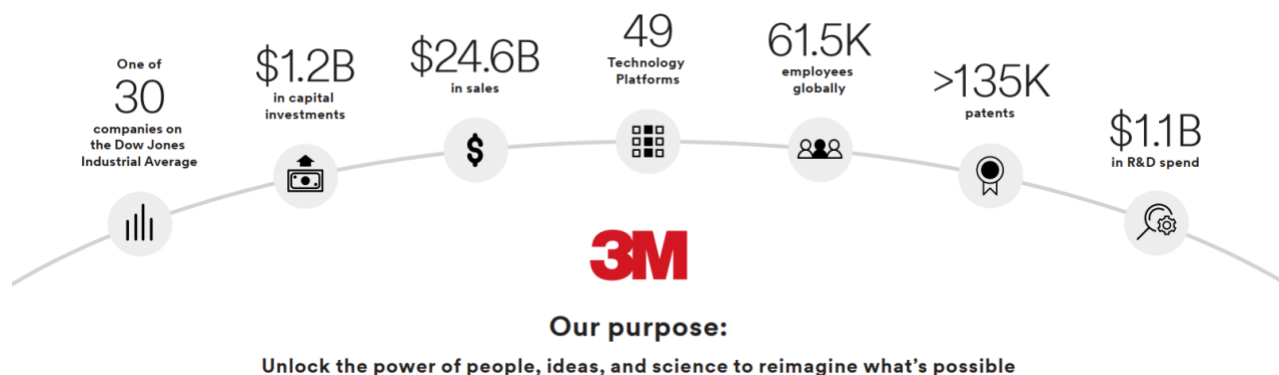 One of
30
companies on
the Dow Jones
Industrial Average
$1.2B
in capital
investments
$24.6B
in sales
49
Technology
Platforms
61.5K
employees
globally
>135K
patents
$1.1B
in R&D spend
$
3M
Our purpose:
Unlock the power of people, ideas, and science to reimagine what’s possible